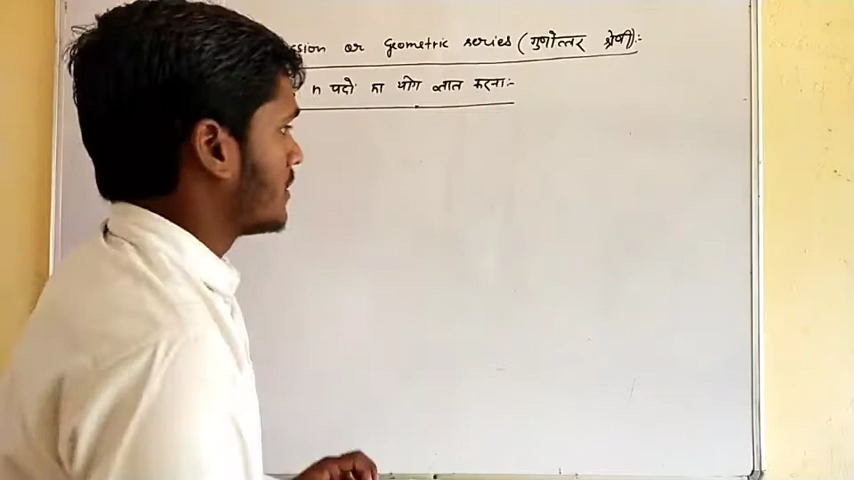 ssion or Geometric series (गुणोत्तर श्रेणी):-
n पदो का योग ज्ञात करना:-